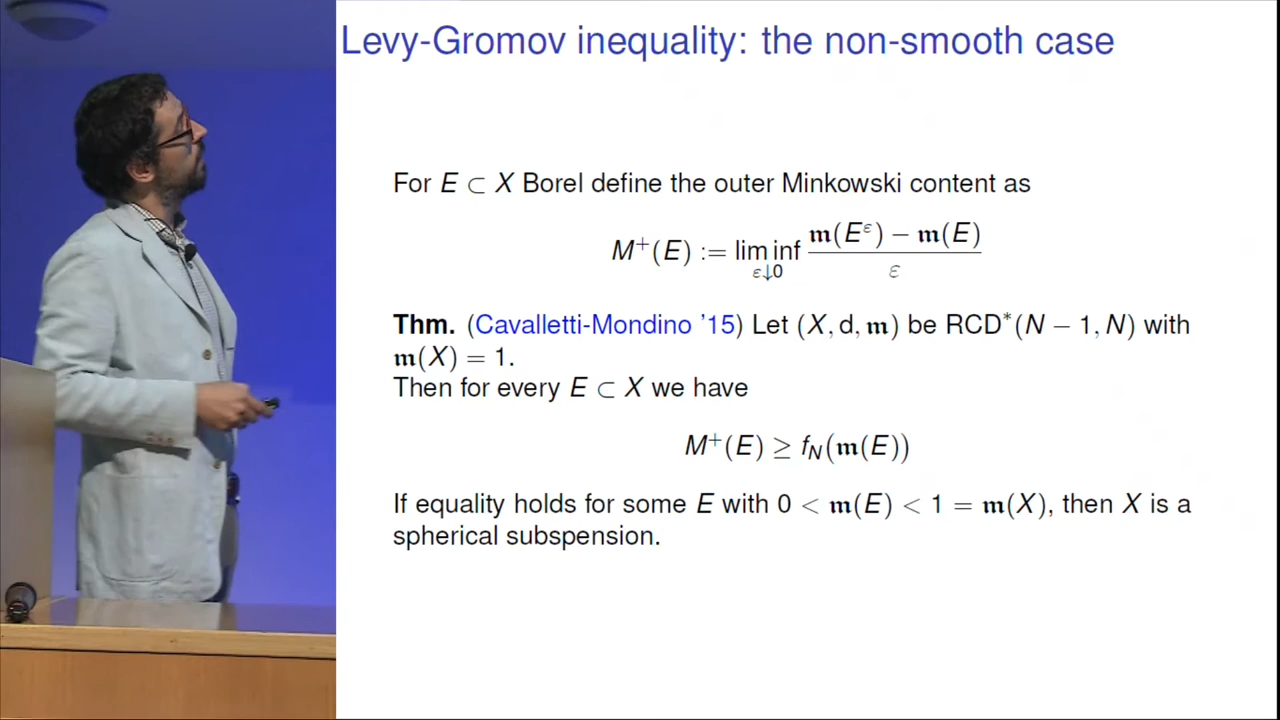 Levy-Gromov inequality: the non-smooth case
For E ⊂ X Borel define the outer Minkowski content as
M⁺(E) := lim inf_{ε↓0} (𝖒(E^ε) − 𝖒(E)) / ε
Thm. (Cavalletti-Mondino '15) Let (X, d, 𝖒) be RCD*(N − 1, N) with
𝖒(X) = 1.
Then for every E ⊂ X we have
M⁺(E) ≥ f_N(𝖒(E))
If equality holds for some E with 0 < 𝖒(E) < 1 = 𝖒(X), then X is a
spherical subspension.